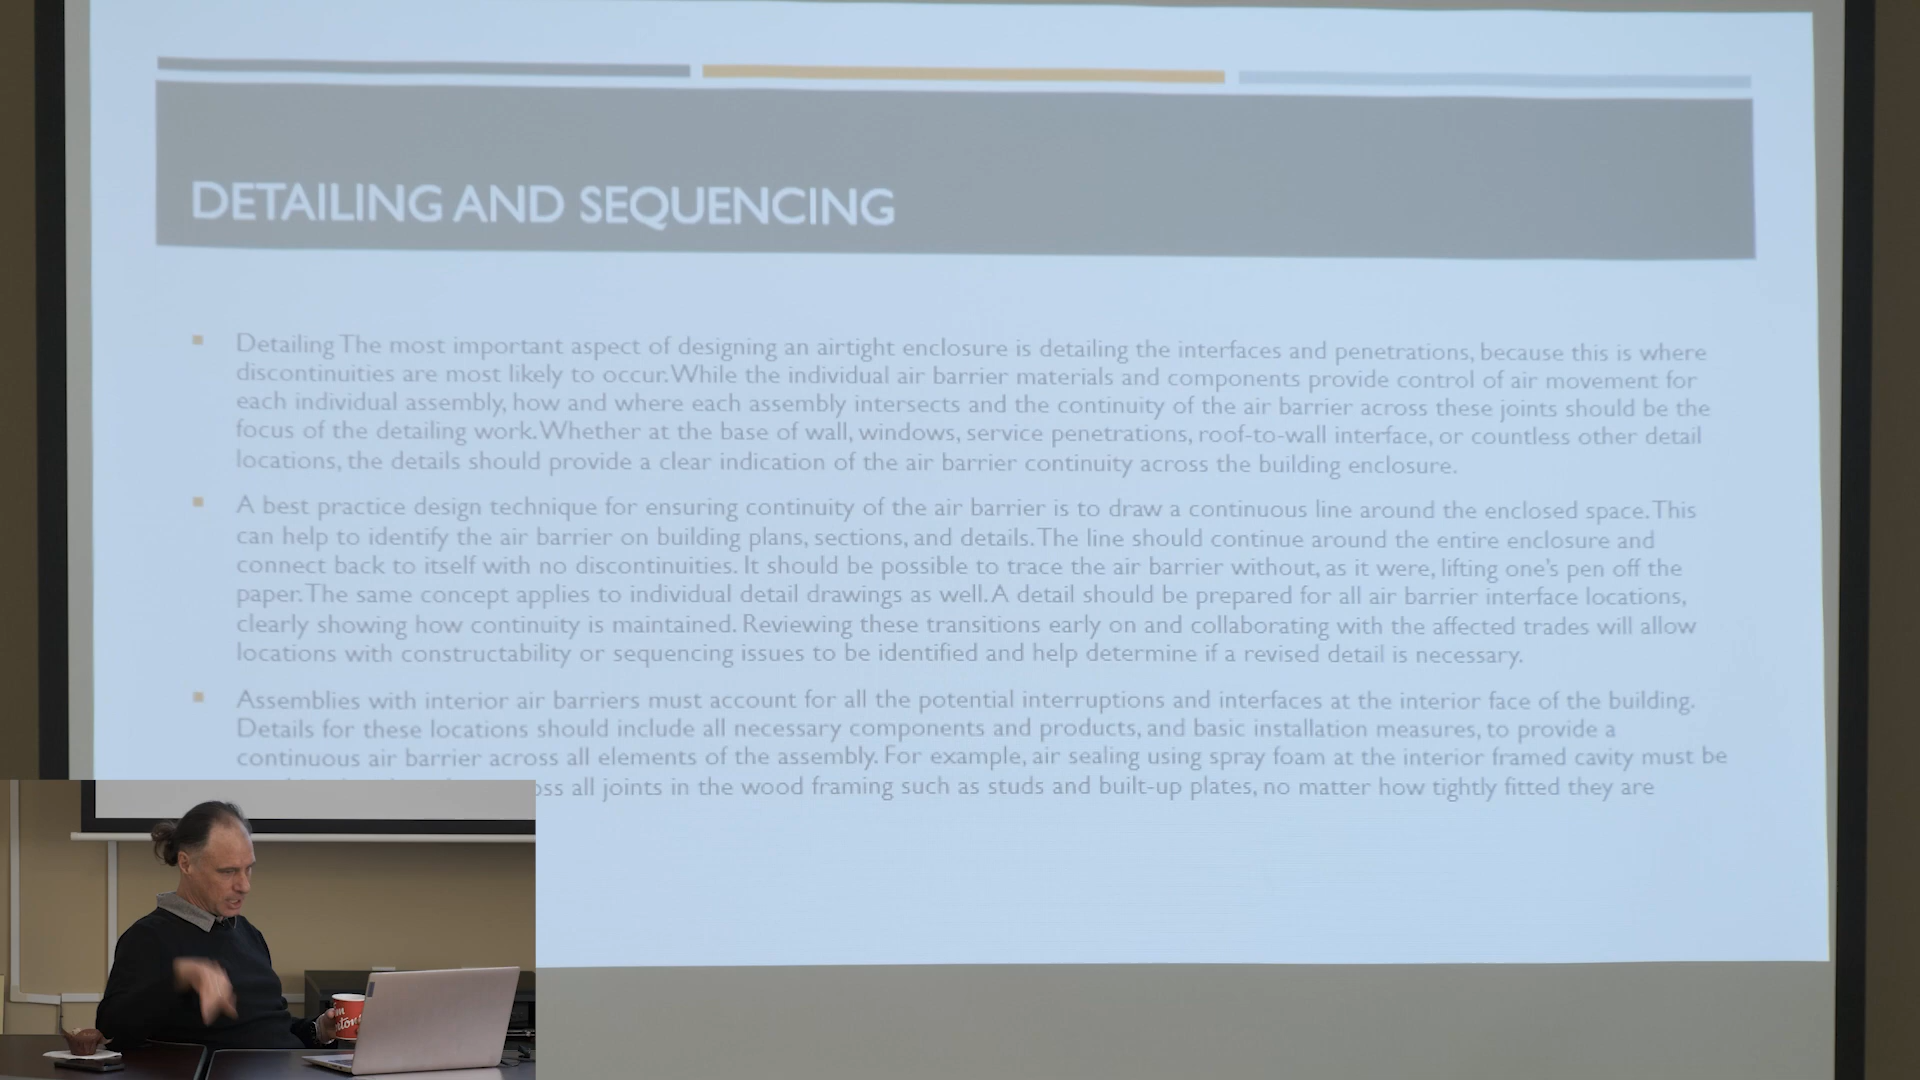 DETAILING AND SEQUENCING
Detailing The most important aspect of designing an airtight enclosure is detailing the interfaces and penetrations, because this is where
discontinuities are most likely to occur. While the individual air barrier materials and components provide control of air movement for
each individual assembly, how and where each assembly intersects and the continuity of the air barrier across these joints should be the
focus of the detailing work. Whether at the base of wall, windows, service penetrations, roof-to-wall interface, or countless other detail
locations, the details should provide a clear indication of the air barrier continuity across the building enclosure.
A best practice design technique for ensuring continuity of the air barrier is to draw a continuous line around the enclosed space. This
can help to identify the air barrier on building plans, sections, and details. The line should continue around the entire enclosure and
connect back to itself with no discontinuities. It should be possible to trace the air barrier without, as it were, lifting one's pen off the
paper. The same concept applies to individual detail drawings as well. A detail should be prepared for all air barrier interface locations,
clearly showing how continuity is maintained. Reviewing these transitions early on and collaborating with the affected trades will allow
locations with constructability or sequencing issues to be identified and help determine if a revised detail is necessary.
Assemblies with interior air barriers must account for all the potential interruptions and interfaces at the interior face of the building.
Details for these locations should include all necessary components and products, and basic installation measures, to provide a
continuous air barrier across all elements of the assembly. For example, air sealing using spray foam at the interior framed cavity must be
all joints in the wood framing such as studs and built-up plates, no matter how tightly fitted they are